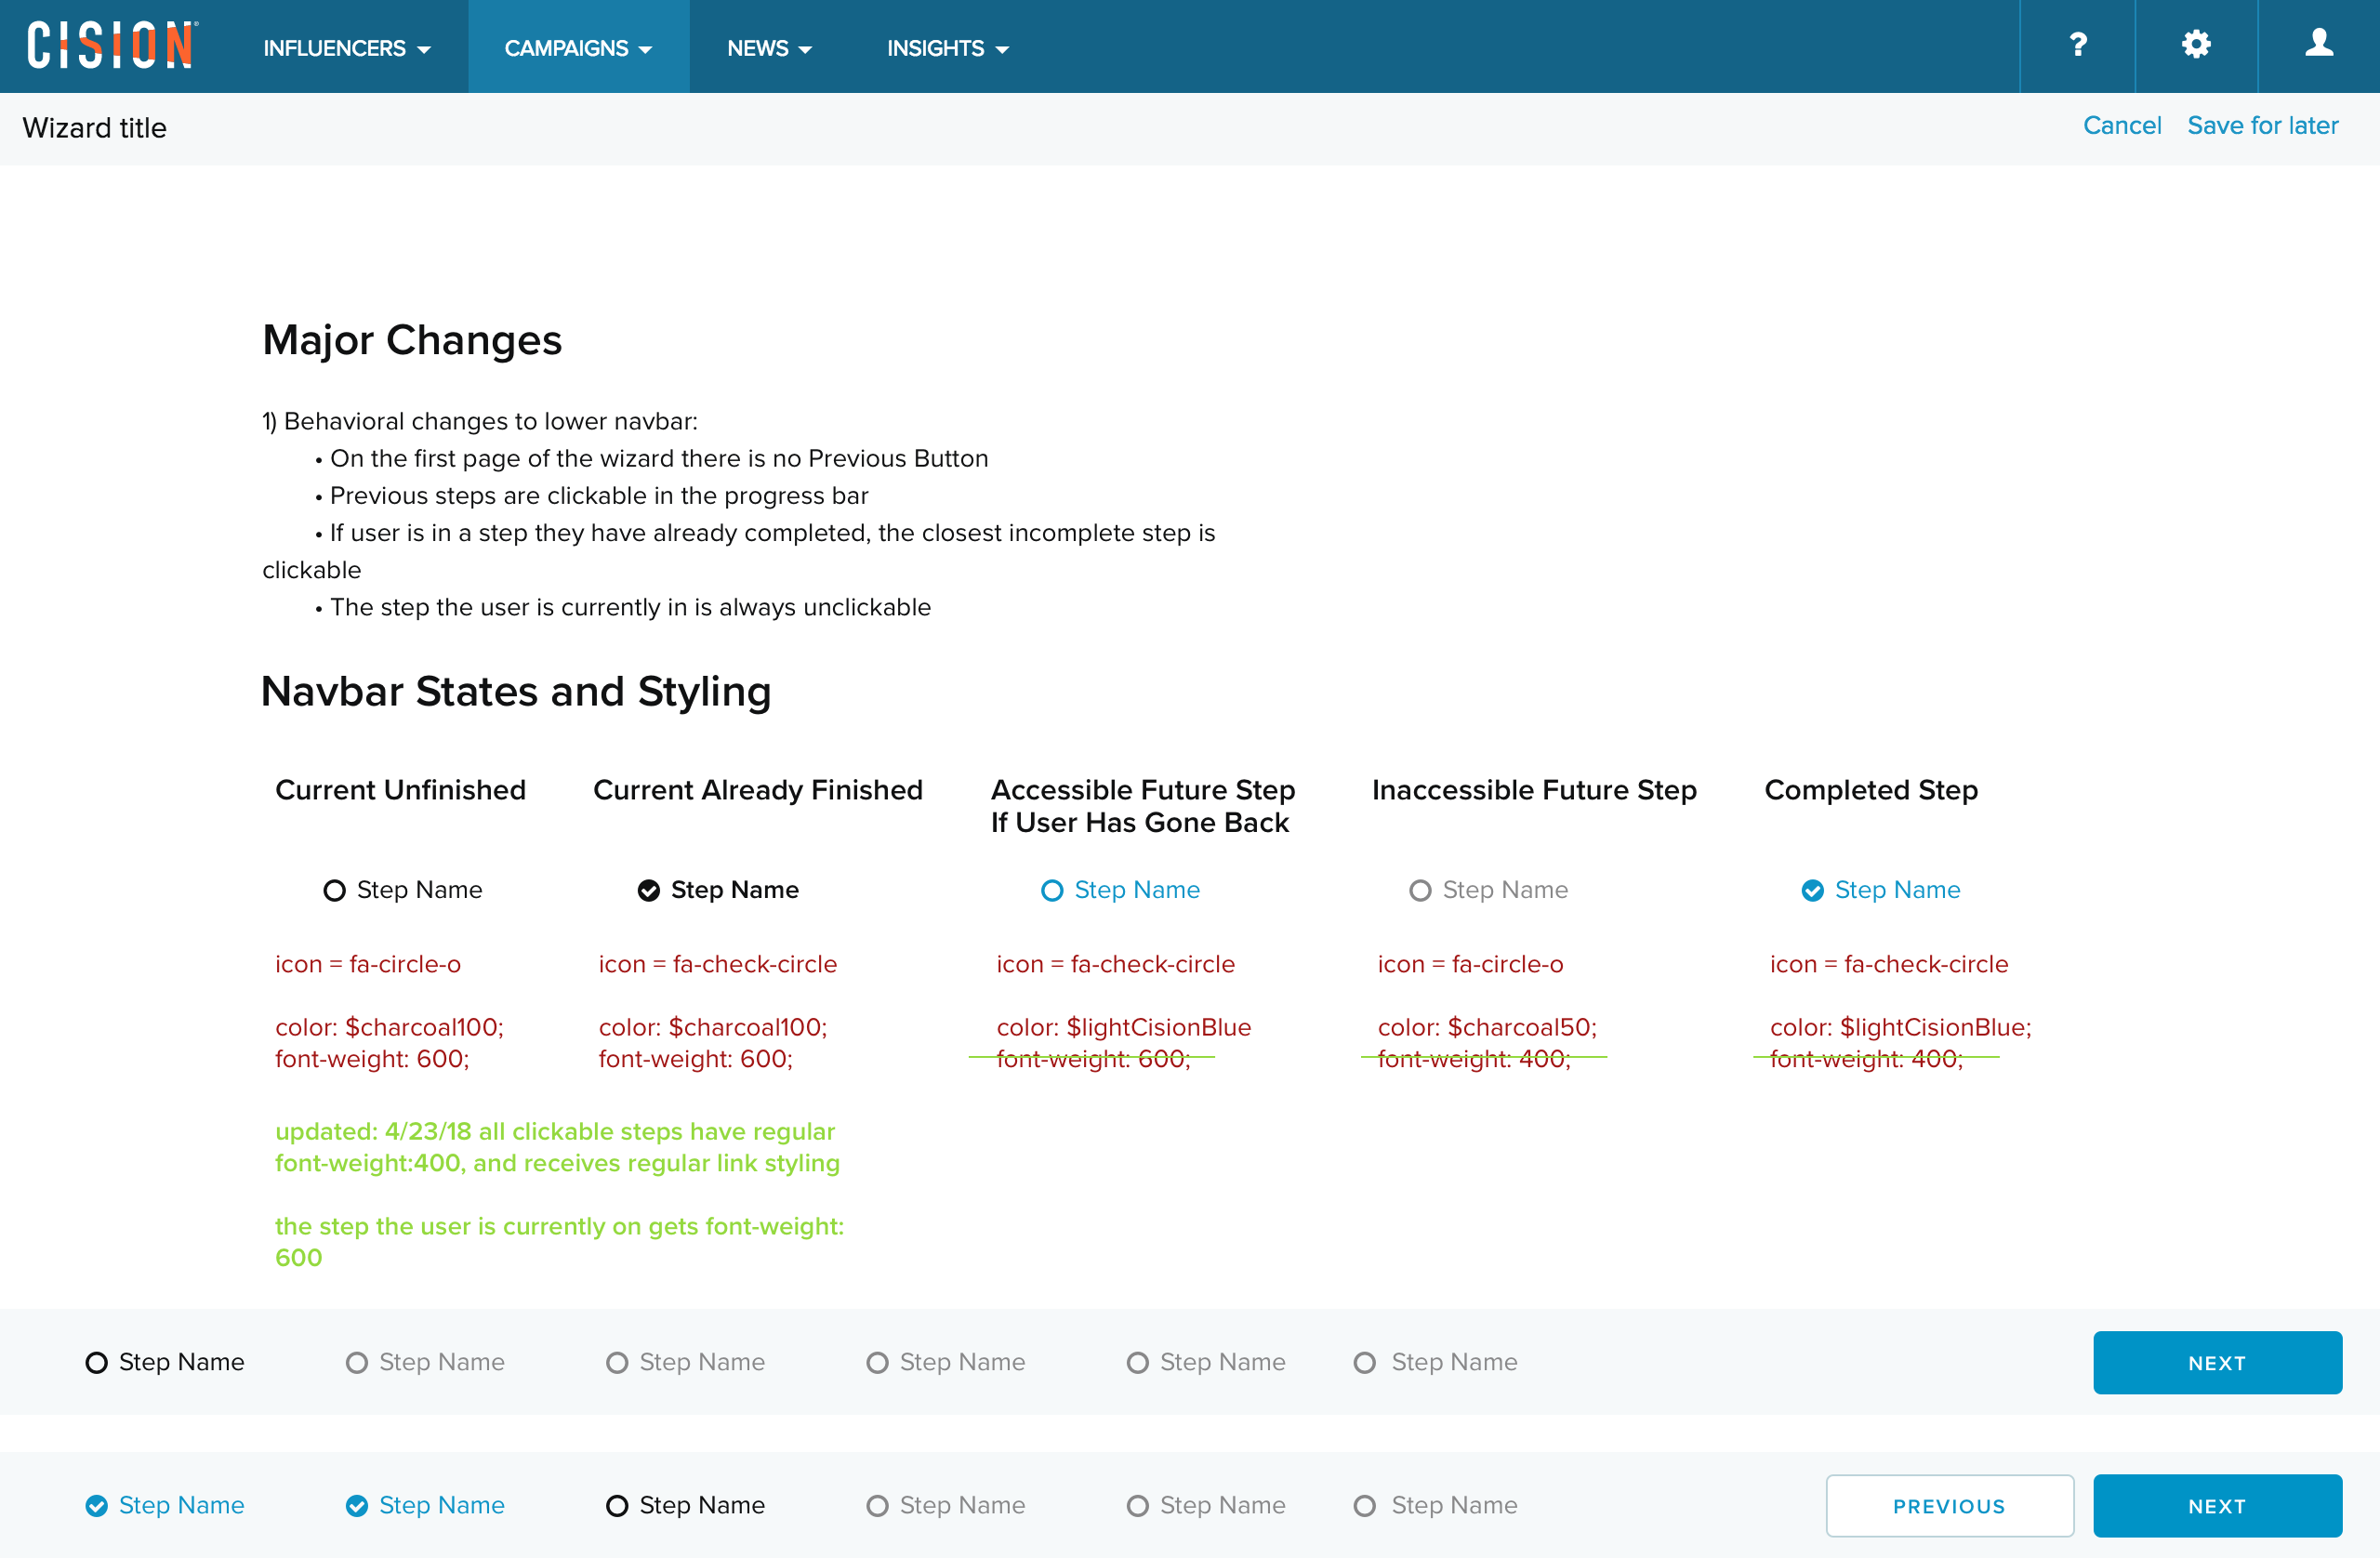 CISION®
INFLUENCERS
CAMPAIGNS
NEWS
INSIGHTS
?
Wizard title
Cancel
Save for later
Major Changes
1) Behavioral changes to lower navbar:
• On the first page of the wizard there is no Previous Button
• Previous steps are clickable in the progress bar
• If user is in a step they have already completed, the closest incomplete step is
clickable
• The step the user is currently in is always unclickable
Navbar States and Styling
Current Unfinished
Step Name
icon = fa-circle-o
color: $charcoal100;
font-weight: 600;
Current Already Finished
Step Name
icon = fa-check-circle
color: $charcoal100;
font-weight: 600;
Accessible Future Step
If User Has Gone Back
Step Name
icon = fa-check-circle
color: $lightCisionBlue
font-weight: 600;
Inaccessible Future Step
Step Name
icon = fa-circle-o
color: $charcoal50;
font-weight: 400;
Completed Step
Step Name
icon = fa-check-circle
color: $lightCisionBlue;
font-weight: 400;
updated: 4/23/18 all clickable steps have regular
font-weight:400, and receives regular link styling
the step the user is currently on gets font-weight:
600
Step Name
Step Name
Step Name
Step Name
Step Name
Step Name
NEXT
Step Name
Step Name
Step Name
Step Name
Step Name
Step Name
PREVIOUS
NEXT